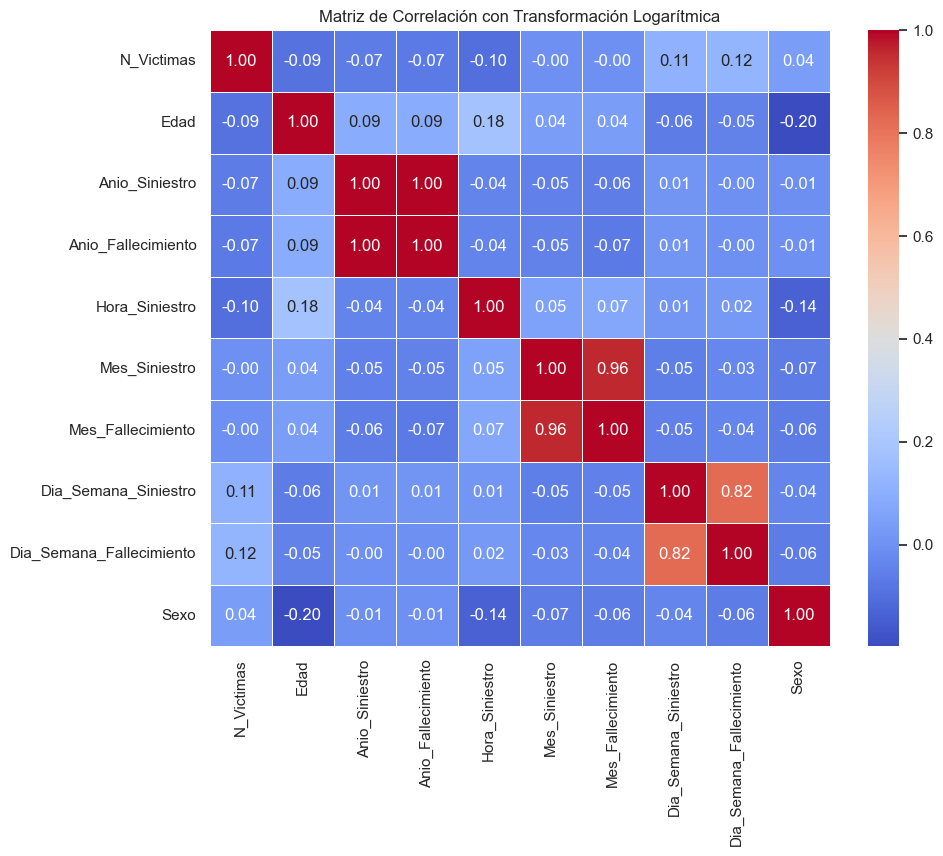 Matriz de Correlación con Transformación Logarítmica
N_Victimas 1.00 -0.09 -0.07 -0.07 -0.10 -0.00 -0.00 0.11 0.12 0.04
Edad -0.09 1.00 0.09 0.09 0.18 0.04 0.04 -0.06 -0.05 -0.20
Anio_Siniestro -0.07 0.09 1.00 1.00 -0.04 -0.05 -0.06 0.01 -0.00 -0.01
Anio_Fallecimiento -0.07 0.09 1.00 1.00 -0.04 -0.05 -0.07 0.01 -0.00 -0.01
Hora_Siniestro -0.10 0.18 -0.04 -0.04 1.00 0.05 0.07 0.01 0.02 -0.14
Mes_Siniestro -0.00 0.04 -0.05 -0.05 0.05 1.00 0.96 -0.05 -0.03 -0.07
Mes_Fallecimiento -0.00 0.04 -0.06 -0.07 0.07 0.96 1.00 -0.05 -0.04 -0.06
Dia_Semana_Siniestro 0.11 -0.06 0.01 0.01 0.01 -0.05 -0.05 1.00 0.82 -0.04
Dia_Semana_Fallecimiento 0.12 -0.05 -0.00 -0.00 0.02 -0.03 -0.04 0.82 1.00 -0.06
Sexo 0.04 -0.20 -0.01 -0.01 -0.14 -0.07 -0.06 -0.04 -0.06 1.00
N_Victimas
Edad
Anio_Siniestro
Anio_Fallecimiento
Hora_Siniestro
Mes_Siniestro
Mes_Fallecimiento
Dia_Semana_Siniestro
Dia_Semana_Fallecimiento
Sexo
1.0
0.8
0.6
0.4
0.2
0.0